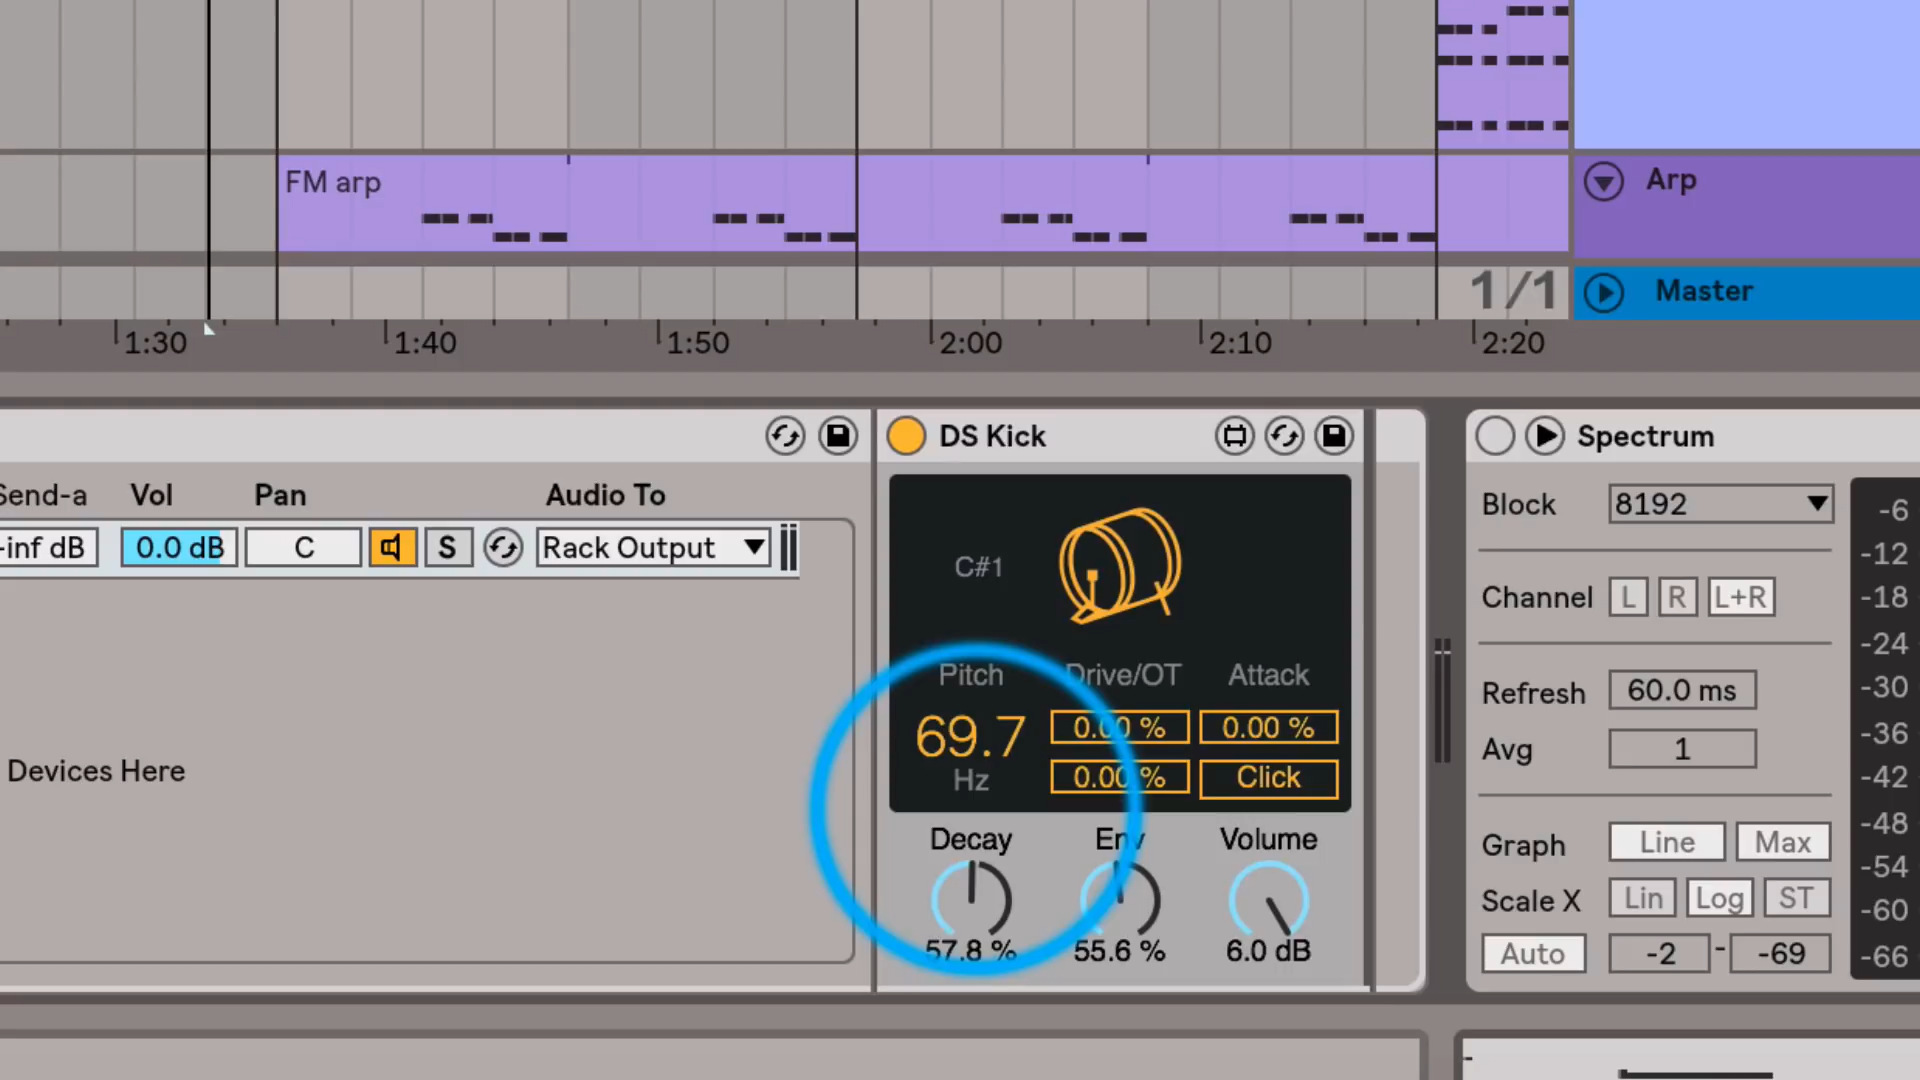 FM arp
Arp
1/1
Master
1:30 1:40 1:50 2:00 2:10 2:20
DS Kick
Spectrum
Send-a Vol Pan Audio To
-inf dB 0.0 dB C S Rack Output
Devices Here
C#1
Pitch Drive/OT Attack
69.7 0.00 % 0.00 %
Hz 0.00 % Click
Decay Env Volume
57.8 % 55.6 % 6.0 dB
Block 8192
Channel L R L+R
Refresh 60.0 ms
Avg 1
Graph Line Max
Scale X Lin Log ST
Auto -2 - -69
-6
-12
-18
-24
-30
-36
-42
-48
-54
-60
-66